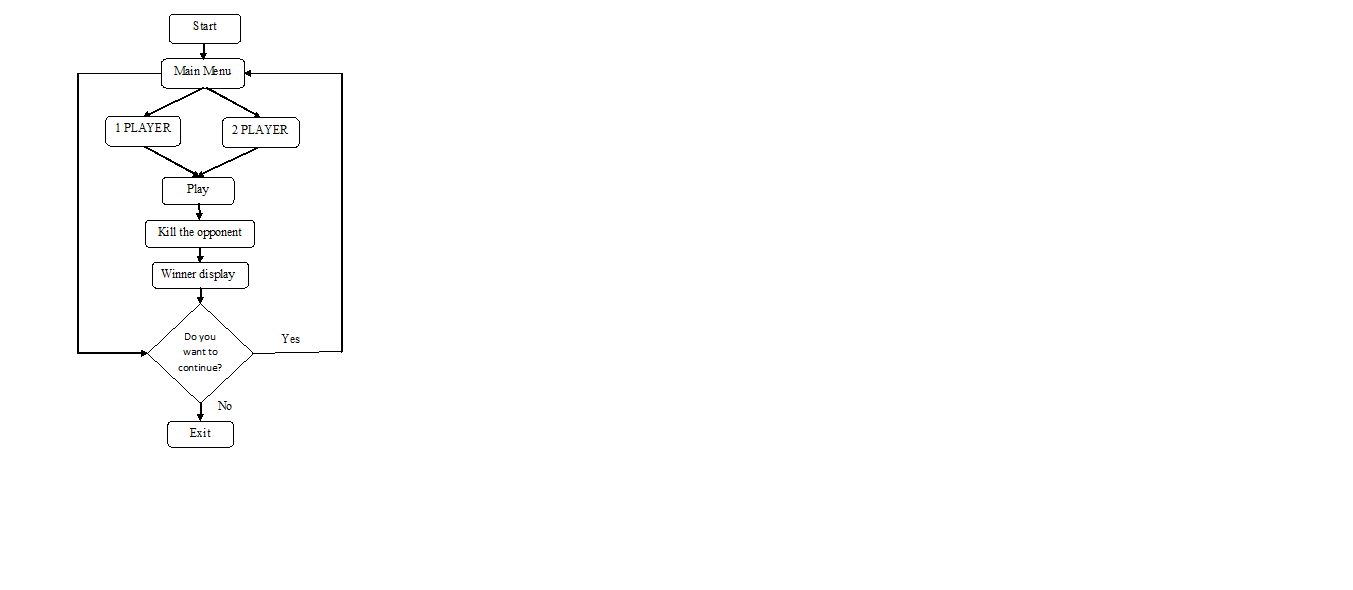 Start
Main Menu
1 PLAYER
2 PLAYER
Play
Kill the opponent
Winner display
Do you
want to
continue?
Yes
No
Exit